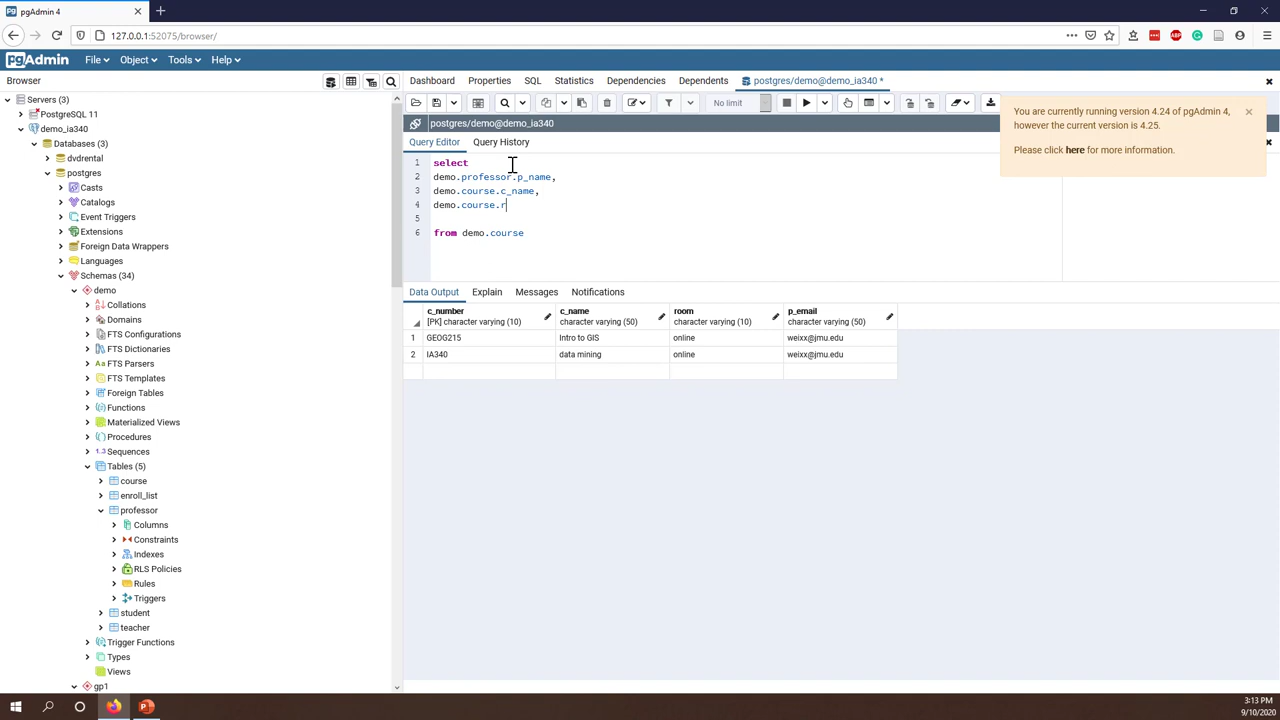 pgAdmin 4
127.0.0.1:52075/browser/
pgAdmin File Object Tools Help
Browser
Dashboard Properties SQL Statistics Dependencies Dependents postgres/demo@demo_ia340 *
Servers (3)
PostgreSQL 11
demo_ia340
Databases (3)
dvdrental
postgres
Casts
Catalogs
Event Triggers
Extensions
Foreign Data Wrappers
Languages
Schemas (34)
demo
Collations
Domains
FTS Configurations
FTS Dictionaries
Aa FTS Parsers
FTS Templates
Foreign Tables
Functions
Materialized Views
Procedures
1..3 Sequences
Tables (5)
course
enroll_list
professor
Columns
Constraints
Indexes
RLS Policies
Rules
Triggers
student
teacher
Trigger Functions
Types
Views
gp1
No limit
postgres/demo@demo_ia340
Query Editor Query History
1 select
2 demo.professor.p_name,
3 demo.course.c_name,
4 demo.course.r
5
6 from demo.course
You are currently running version 4.24 of pgAdmin 4,
however the current version is 4.25.
Please click here for more information.
Data Output Explain Messages Notifications
c_number c_name room p_email
[PK] character varying (10) character varying (50) character varying (10) character varying (50)
1 GEOG215 Intro to GIS online weixx@jmu.edu
2 IA340 data mining online weixx@jmu.edu
3:13 PM
9/10/2020